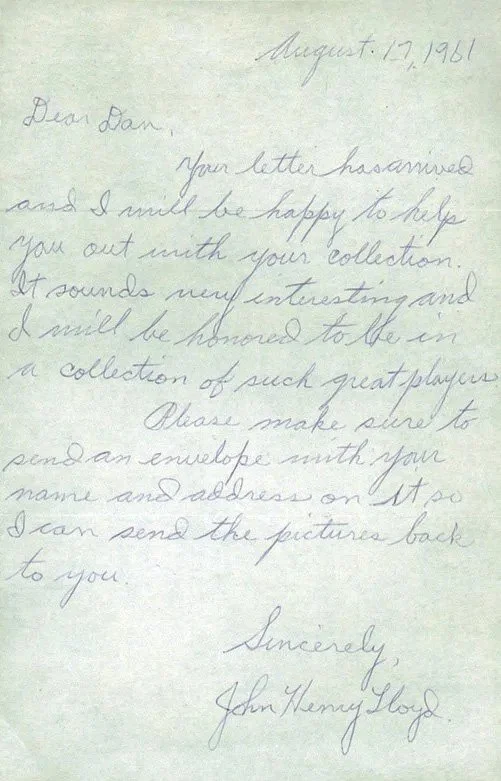 August 17, 1961
Dear Dan,
Your letter has arrived
and I will be happy to help
you out with your collection.
It sounds very interesting and
I will be honored to be in
a collection of such great players
Please make sure to
send an envelope with your
name and address on it so
I can send the pictures back
to you.
Sincerely,
John Henry Lloyd.